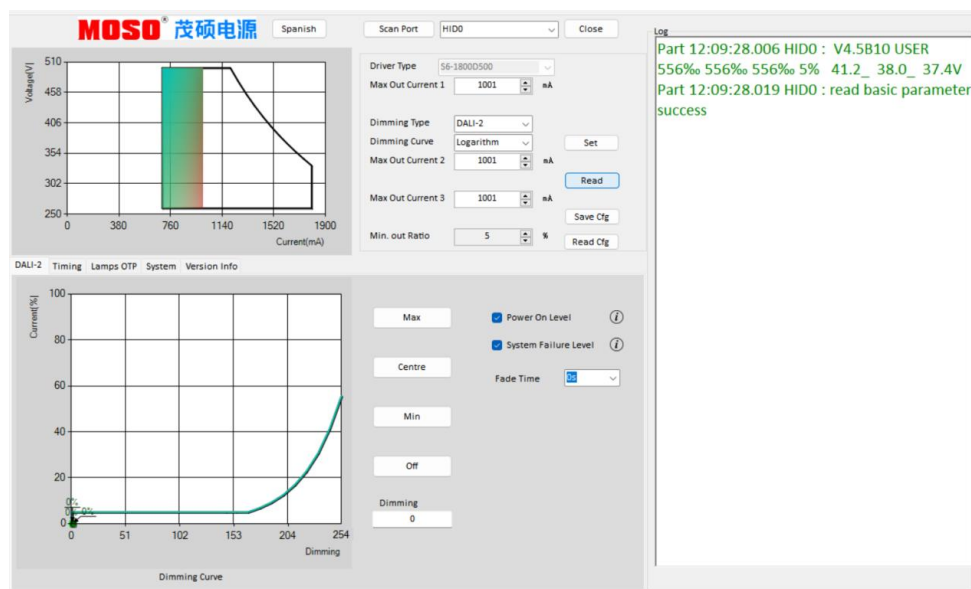 MOSO® 茂硕电源
Spanish
Scan Port
HID0
Close
Voltage(V)
510
458
406
354
302
250
0 380 760 1140 1520 1900
Current(mA)
Driver Type 56-1800D500
Max Out Current 1 1001 mA
Dimming Type DALI-2
Dimming Curve Logarithm
Set
Max Out Current 2 1001 mA
Read
Max Out Current 3 1001 mA
Save Cfg
Min. out Ratio 5 %
Read Cfg
DALI-2 Timing Lamps OTP System Version Info
Current(%)
100
80
60
40
20
0
0%
0% 0%
0 51 102 153 204 254
Dimming
Dimming Curve
Max
Centre
Min
Off
Dimming
0
Power On Level i
System Failure Level i
Fade Time 0s
Log
Part 12:09:28.006 HID0 : V4.5B10 USER
556‰ 556‰ 556‰ 5% 41.2_ 38.0_ 37.4V
Part 12:09:28.019 HID0 : read basic parameter
success